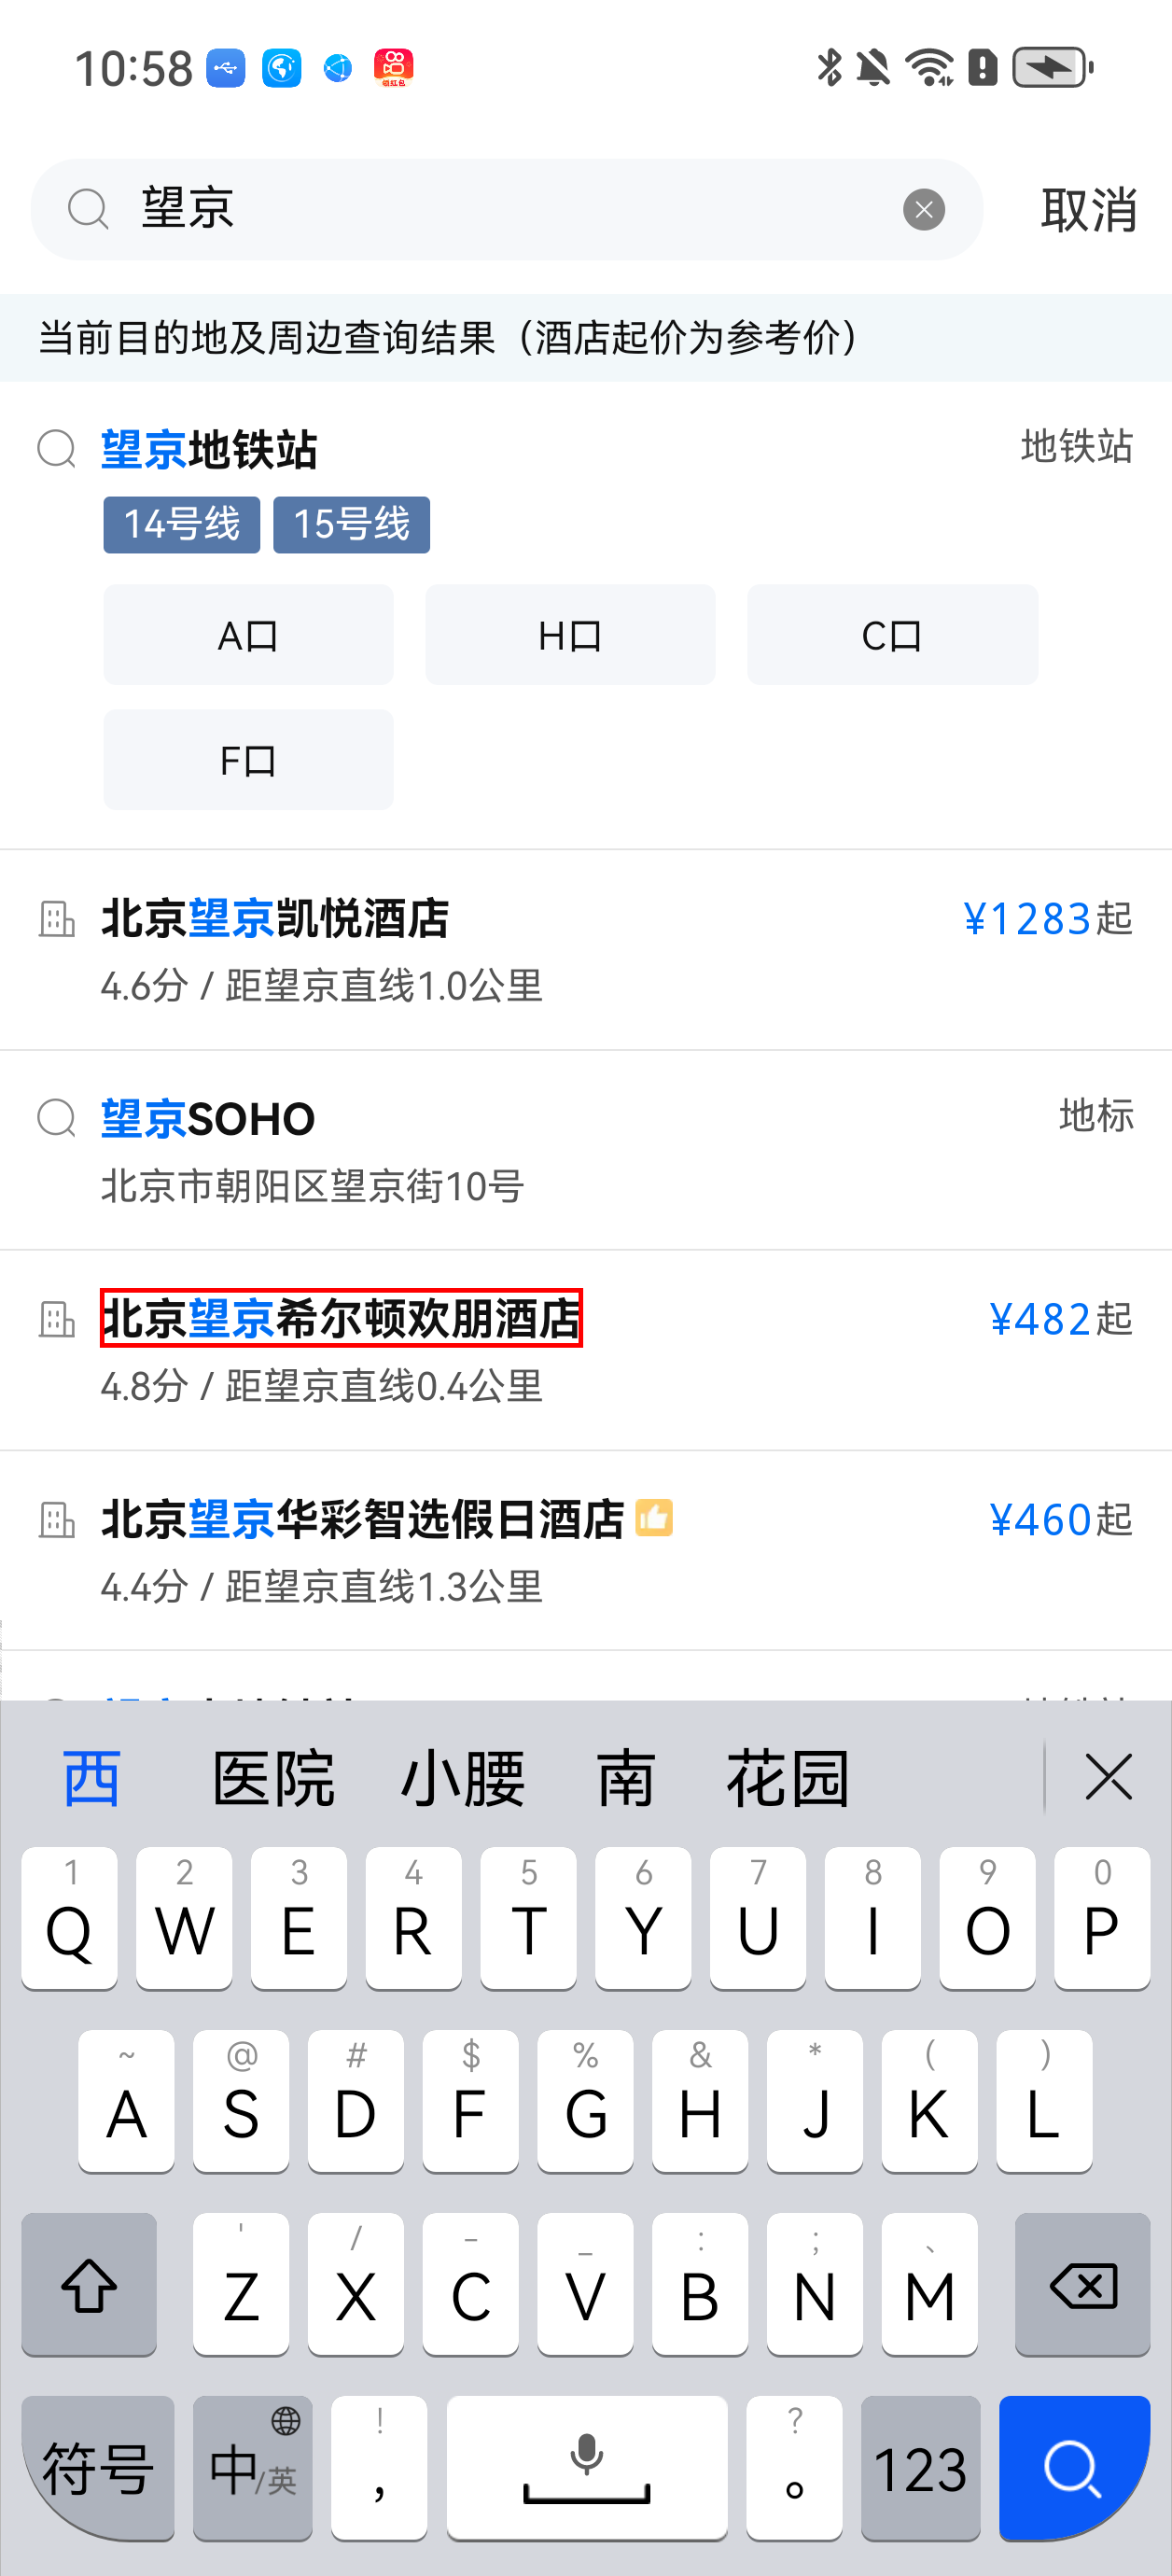 10:58
领红包
望京
取消
当前目的地及周边查询结果（酒店起价为参考价）
望京地铁站 地铁站
14号线 15号线
A口 H口 C口
F口
北京望京凯悦酒店 ¥1283起
4.6分 / 距望京直线1.0公里
望京SOHO 地标
北京市朝阳区望京街10号
北京望京希尔顿欢朋酒店 ¥482起
4.8分 / 距望京直线0.4公里
北京望京华彩智选假日酒店 ¥460起
4.4分 / 距望京直线1.3公里
西 医院 小腰 南 花园
1 2 3 4 5 6 7 8 9 0
Q W E R T Y U I O P
~ @ # $ % & * ( )
A S D F G H J K L
' / - _ : ; 、
Z X C V B N M
! ?
符号 中/英 , 。 123